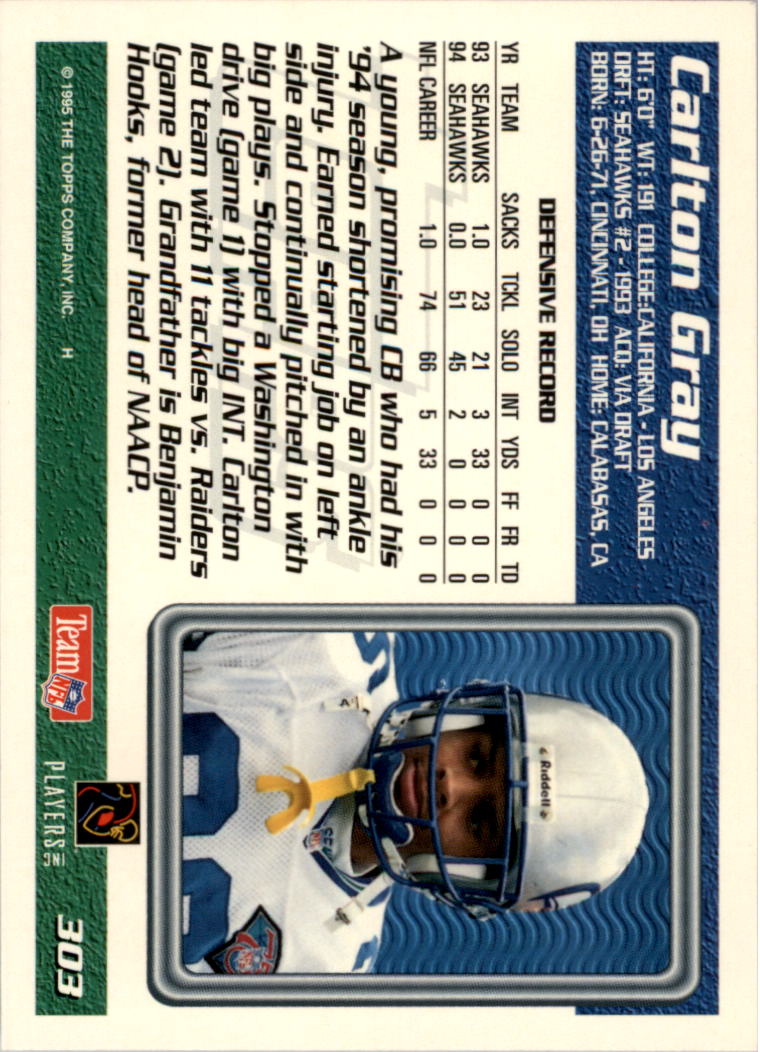 Carlton Gray
HT: 6'0" WT: 191 COLLEGE: CALIFORNIA - LOS ANGELES
DRFT: SEAHAWKS #2 - 1993 ACQ: VIA DRAFT
BORN: 6-26-71, CINCINNATI, OH HOME: CALABASAS, CA
DEFENSIVE RECORD
YR TEAM SACKS TCKL SOLO INT YDS FF FR TD
93 SEAHAWKS 1.0 23 21 3 33 0 0 0
94 SEAHAWKS 0.0 51 45 2 0 0 0 0
NFL CAREER 1.0 74 66 5 33 0 0 0
A young, promising CB who had his
'94 season shortened by an ankle
injury. Earned starting job on left
side and continually pitched in with
big plays. Stopped a Washington
drive (game 1) with big INT. Carlton
led team with 11 tackles vs. Raiders
(game 2). Grandfather is Benjamin
Hooks, former head of NAACP.
Riddell
NFL
75
NFL
© 1995 THE TOPPS COMPANY, INC. H
Team NFL
PLAYERS INC
303